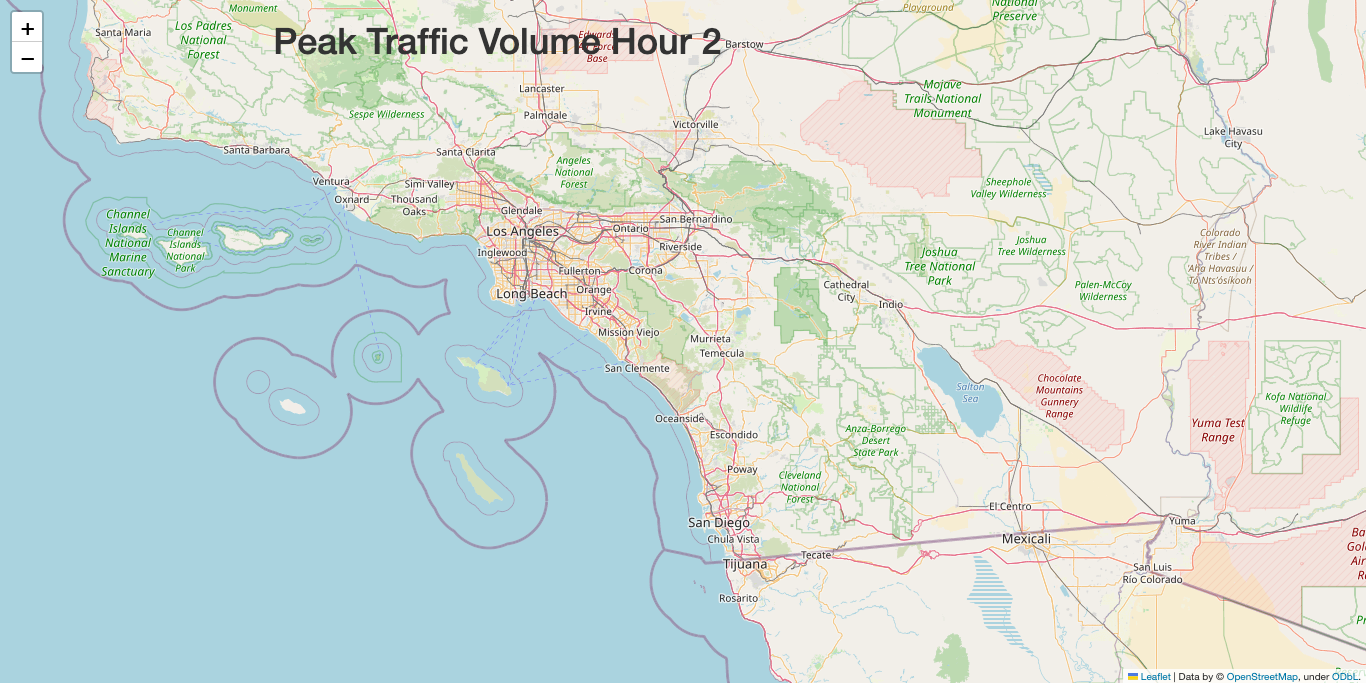 +
−
Peak Traffic Volume Hour 2
Monument
Santa Maria
Los Padres
National
Forest
Edwards
Air Force
Base
Barstow
Playground
National
Preserve
Lancaster
Palmdale
Sespe Wilderness
Victorville
Mojave
Trails National
Monument
Lake Havasu
City
Santa Barbara
Santa Clarita
Angeles
National
Forest
Ventura
Simi Valley
Oxnard
Thousand
Oaks
Sheephole
Valley Wilderness
Channel
Islands
National
Marine
Sanctuary
Channel
Islands
National
Park
Glendale
Los Angeles
Inglewood
Ontario
San Bernardino
Riverside
Fullerton
Corona
Long Beach
Orange
Irvine
Mission Viejo
Murrieta
Temecula
San Clemente
Cathedral
City
Indio
Joshua
Tree National
Park
Joshua
Tree Wilderness
Palen-McCoy
Wilderness
Colorado
River Indian
Tribes /
'Aha Havasuu /
To'Nts'ósíkooh
Salton
Sea
Chocolate
Mountains
Gunnery
Range
Yuma Test
Range
Kofa National
Wildlife
Refuge
Oceanside
Escondido
Anza-Borrego
Desert
State Park
Poway
Cleveland
National
Forest
San Diego
Chula Vista
Tijuana
Tecate
Rosarito
El Centro
Mexicali
Yuma
San Luis
Río Colorado
Leaflet | Data by © OpenStreetMap, under ODbL.